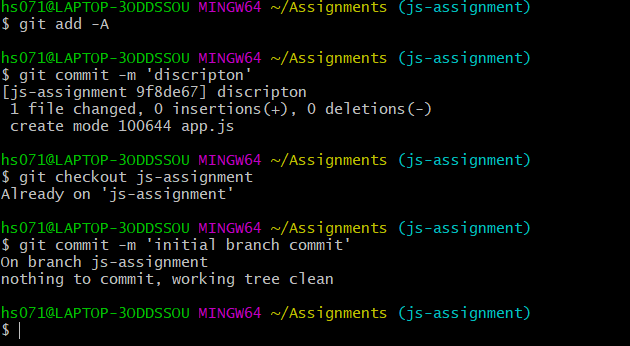 hs071@LAPTOP-3ODDSSOU MINGW64 ~/Assignments (js-assignment)
$ git add -A
hs071@LAPTOP-3ODDSSOU MINGW64 ~/Assignments (js-assignment)
$ git commit -m 'discripton'
[js-assignment 9f8de67] discripton
 1 file changed, 0 insertions(+), 0 deletions(-)
 create mode 100644 app.js
hs071@LAPTOP-3ODDSSOU MINGW64 ~/Assignments (js-assignment)
$ git checkout js-assignment
Already on 'js-assignment'
hs071@LAPTOP-3ODDSSOU MINGW64 ~/Assignments (js-assignment)
$ git commit -m 'initial branch commit'
On branch js-assignment
nothing to commit, working tree clean
hs071@LAPTOP-3ODDSSOU MINGW64 ~/Assignments (js-assignment)
$